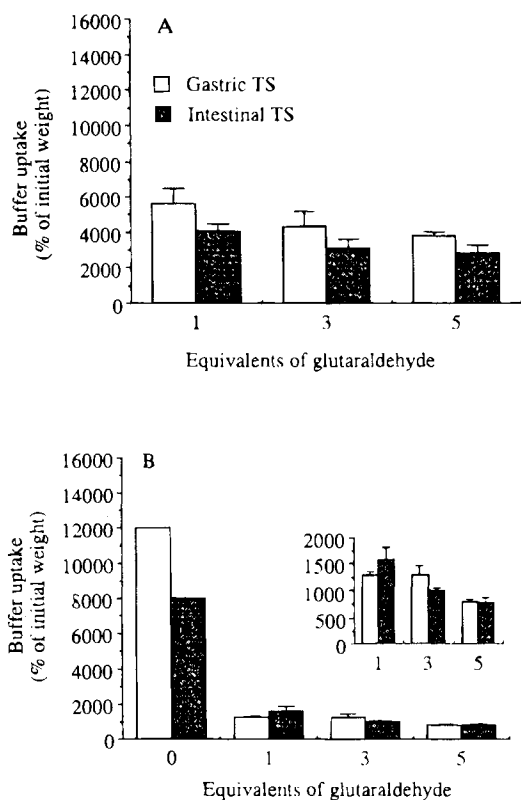 16000
A
14000
Gastric TS
12000
Intestinal TS
10000
8000
6000
4000
2000
0
Buffer uptake
(% of initial weight)
1 3 5
Equivalents of glutaraldehyde
16000
B
14000
12000
10000
8000
6000
4000
2000
0
Buffer uptake
(% of initial weight)
2000
1500
1000
500
0
1 3 5
0 1 3 5
Equivalents of glutaraldehyde